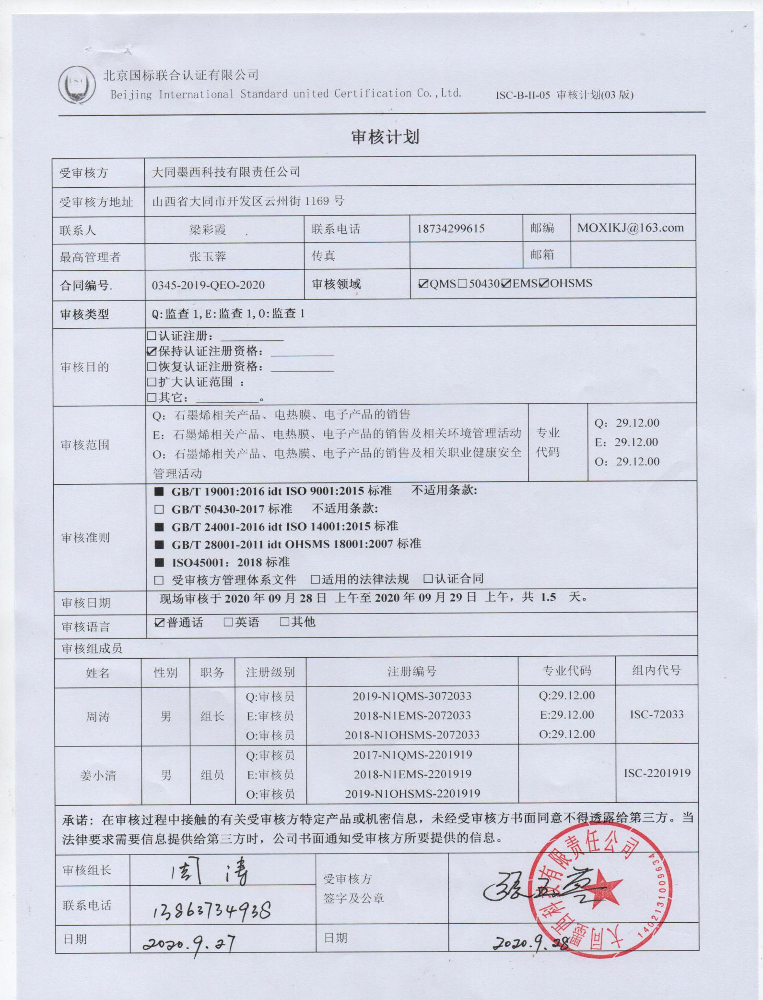 北京国标联合认证有限公司
Beijing International Standard united Certification Co.,Ltd. ISC-B-II-05 审核计划(03 版)
审核计划
受审核方 大同墨西科技有限责任公司
受审核方地址 山西省大同市开发区云州街 1169 号
联系人 梁彩霞 联系电话 18734299615 邮编 MOXIKJ@163.com
最高管理者 张玉蓉 传真 邮箱
合同编号. 0345-2019-QEO-2020 审核领域 ☑QMS□50430☑EMS☑OHSMS
审核类型 Q:监查 1,E:监查 1,O:监查 1
审核目的
□认证注册：
☑保持认证注册资格：
□恢复认证注册资格：
□扩大认证范围 ：
□其它： 。
审核范围
Q：石墨烯相关产品、电热膜、电子产品的销售
E：石墨烯相关产品、电热膜、电子产品的销售及相关环境管理活动
O：石墨烯相关产品、电热膜、电子产品的销售及相关职业健康安全
管理活动
专业
代码
Q：29.12.00
E：29.12.00
O：29.12.00
审核准则
■ GB/T 19001:2016 idt ISO 9001:2015 标准 不适用条款:
□ GB/T 50430-2017 标准 不适用条款:
■ GB/T 24001-2016 idt ISO 14001:2015 标准
■ GB/T 28001-2011 idt OHSMS 18001:2007 标准
■ ISO45001：2018 标准
□ 受审核方管理体系文件 □适用的法律法规 □认证合同
审核日期 现场审核于 2020 年 09 月 28 日 上午至 2020 年 09 月 29 日 上午，共 1.5 天。
审核语言 ☑普通话 □英语 □其他
审核组成员
姓名 性别 职务 注册级别 注册编号 专业代码 组内代号
周涛 男 组长
Q:审核员 2019-N1QMS-3072033 Q:29.12.00
E:审核员 2018-N1EMS-2072033 E:29.12.00
O:审核员 2018-N1OHSMS-2072033 O:29.12.00
ISC-72033
姜小清 男 组员
Q:审核员 2017-N1QMS-2201919
E:审核员 2018-N1EMS-2201919
O:审核员 2019-N1OHSMS-2201919
ISC-2201919
承诺：在审核过程中接触的有关受审核方特定产品或机密信息，未经受审核方书面同意不得透露给第三方。当
法律要求需要信息提供给第三方时，公司书面通知受审核方所要提供的信息。
审核组长 周 涛
联系电话 13863734938
日期 2020.9.27
受审核方
签字及公章
張玉蓉
日期 2020.9.28
大同墨西科技有限责任公司
1402131009634